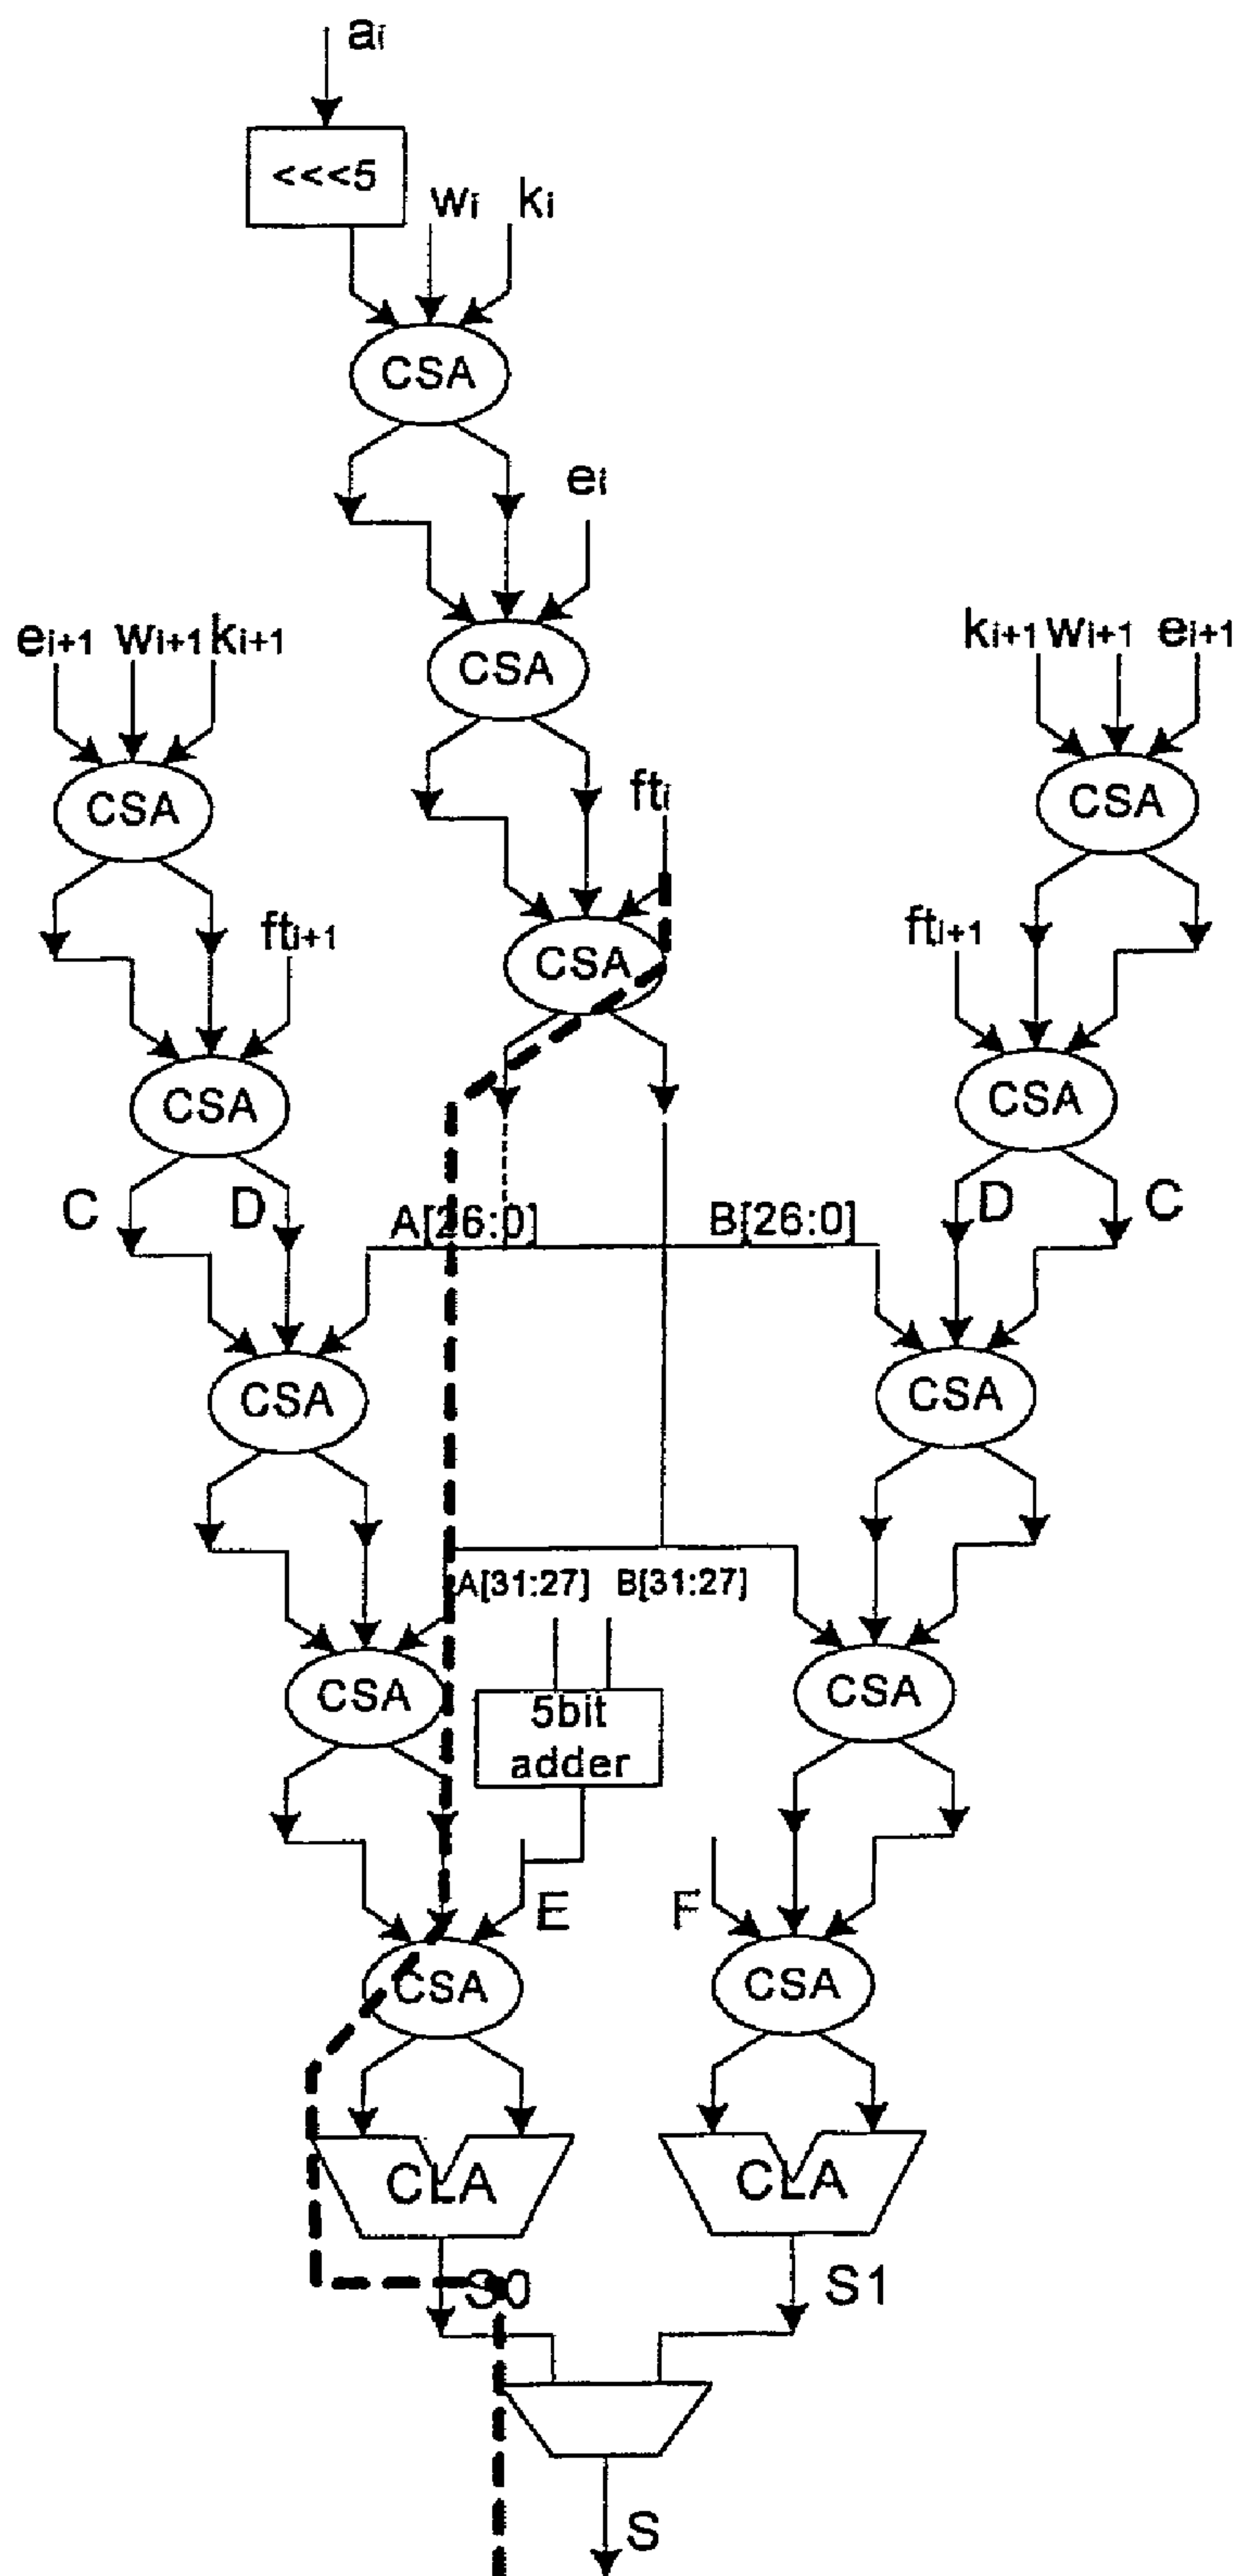 ai
<<<5
wi ki
CSA
ei
CSA
ei+1 wi+1 ki+1
ki+1 wi+1 ei+1
CSA
CSA
fti
fti+1
fti+1
CSA
CSA
CSA
C D
A[26:0] B[26:0]
D C
CSA
CSA
A[31:27] B[31:27]
CSA
CSA
5bit
adder
E F
CSA
CSA
CLA
CLA
S0
S1
S